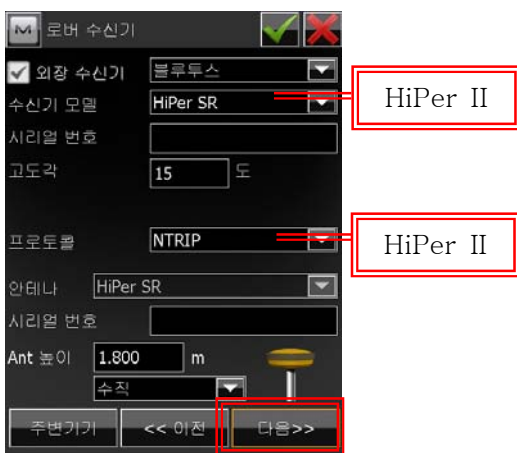 로버 수신기
외장 수신기 블루투스
수신기 모델 HiPer SR
HiPer II
시리얼 번호
고도각 15 도
프로토콜 NTRIP
HiPer II
안테나 HiPer SR
시리얼 번호
Ant 높이 1.800 m
수직
주변기기 << 이전 다음>>